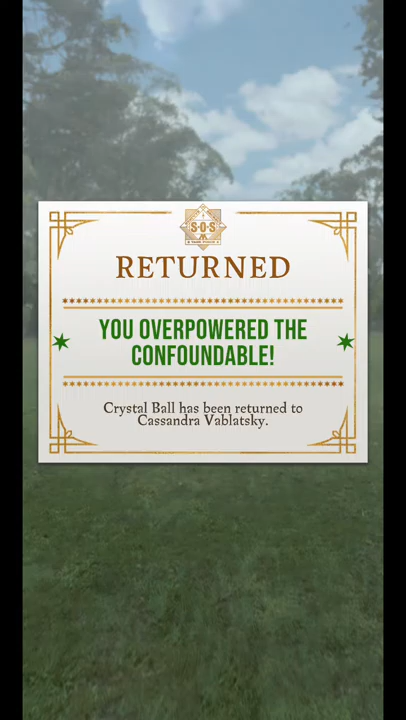 S·O·S
RETURNED
YOU OVERPOWERED THE
CONFOUNDABLE!
Crystal Ball has been returned to
Cassandra Vablatsky.